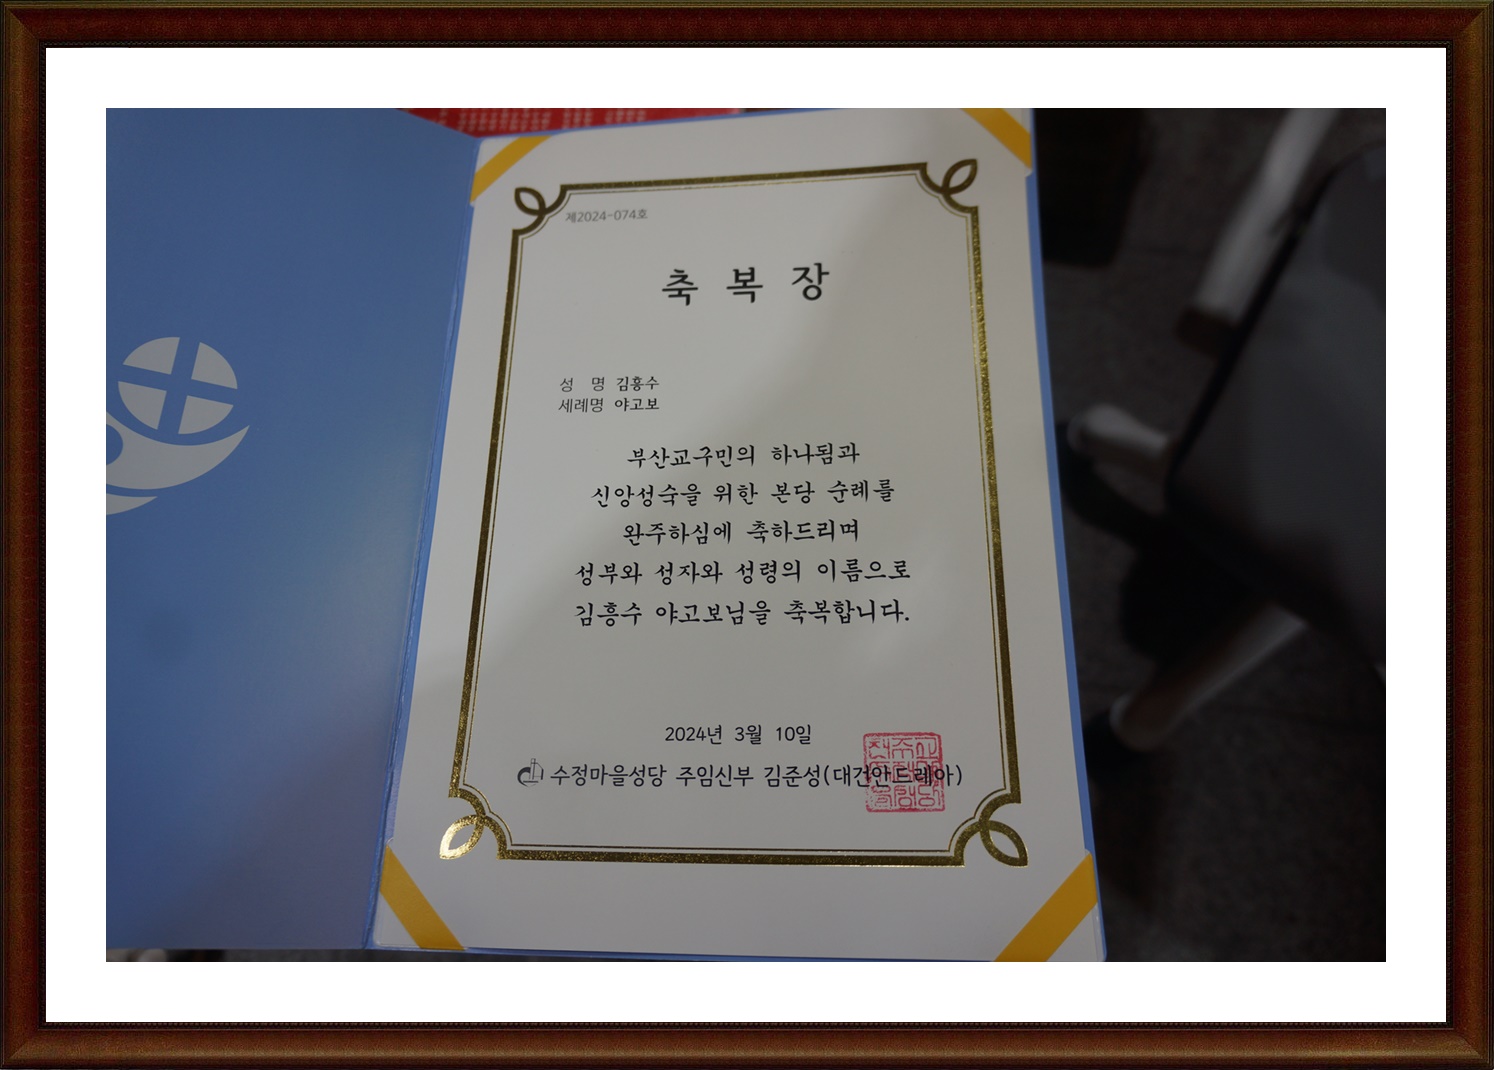 제2024-074호
축 복 장
성 명 김흥수
세례명 야고보
부산교구민의 하나됨과
신앙성숙을 위한 본당 순례를
완주하심에 축하드리며
성부와 성자와 성령의 이름으로
김흥수 야고보님을 축복합니다.
2024년 3월 10일
수정마을성당 주임신부 김준성(대건안드레아)